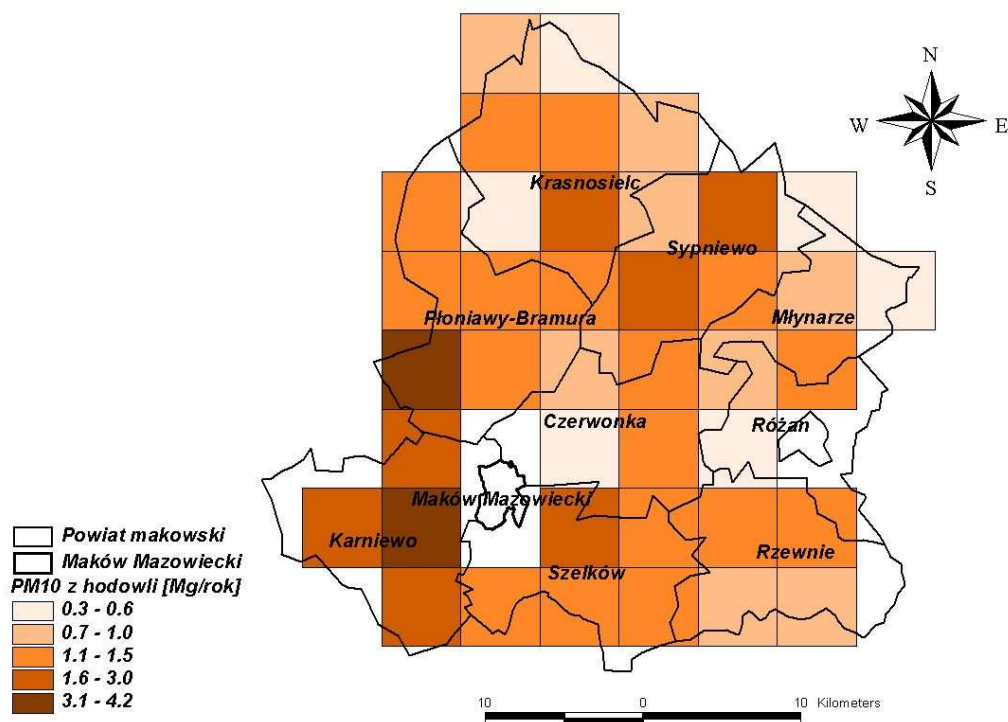 N
W E
S
Krasnosielc
Sypniewo
Płoniawy-Bramura
Młynarze
Czerwonka
Różan
Maków Mazowiecki
Karniewo
Rzewnie
Szelków
Powiat makowski
Maków Mazowiecki
PM10 z hodowli [Mg/rok]
0.3 - 0.6
0.7 - 1.0
1.1 - 1.5
1.6 - 3.0
3.1 - 4.2
10 0 10 Kilometers